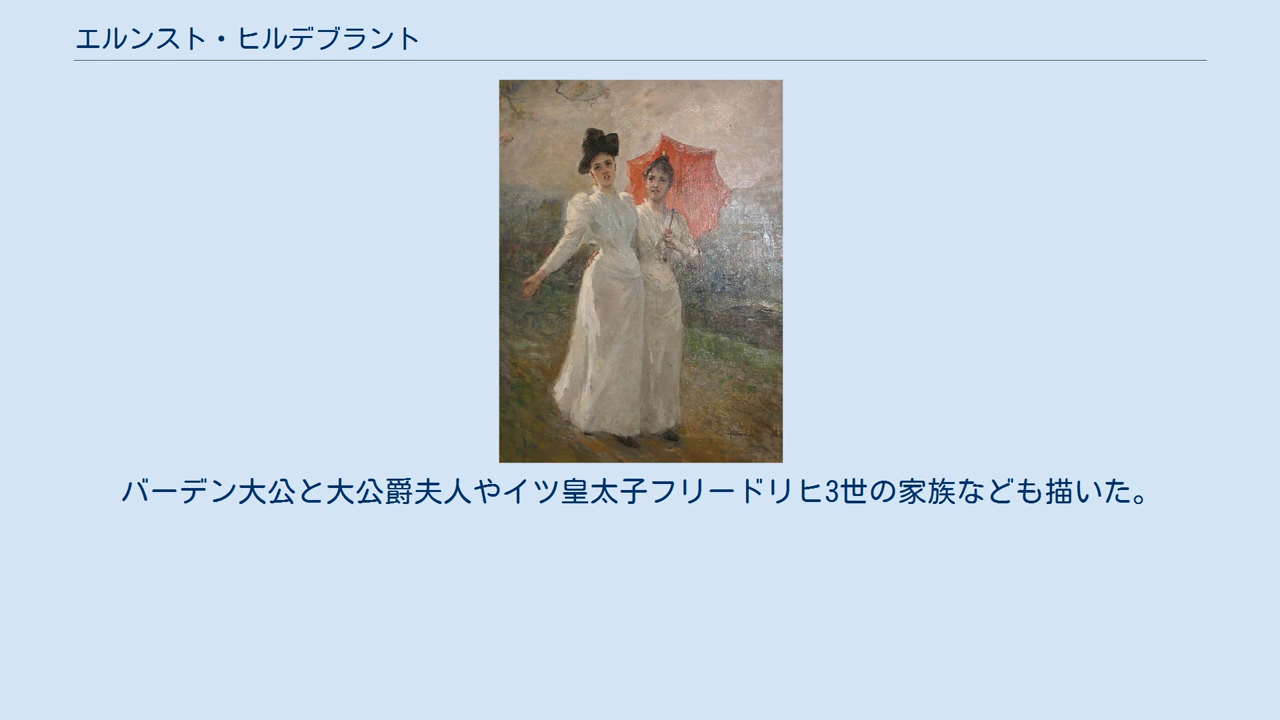 エルンスト・ヒルデブラント
バーデン大公と大公爵夫人やイツ皇太子フリードリヒ3世の家族なども描いた。